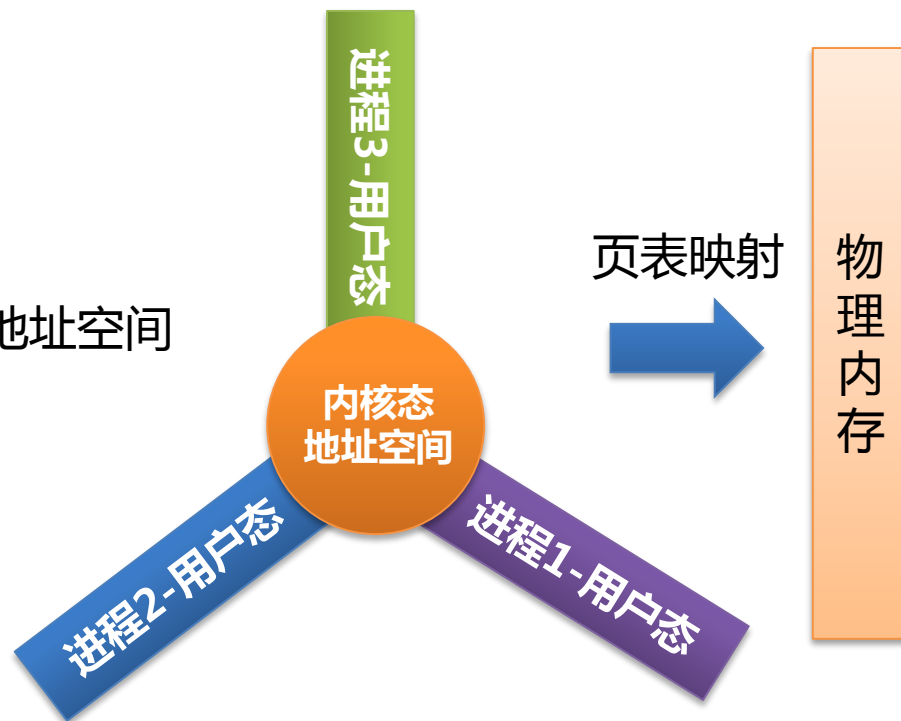 进程3-用户态
页表映射
物理内存
地址空间
内核态
地址空间
进程2-用户态
进程1-用户态